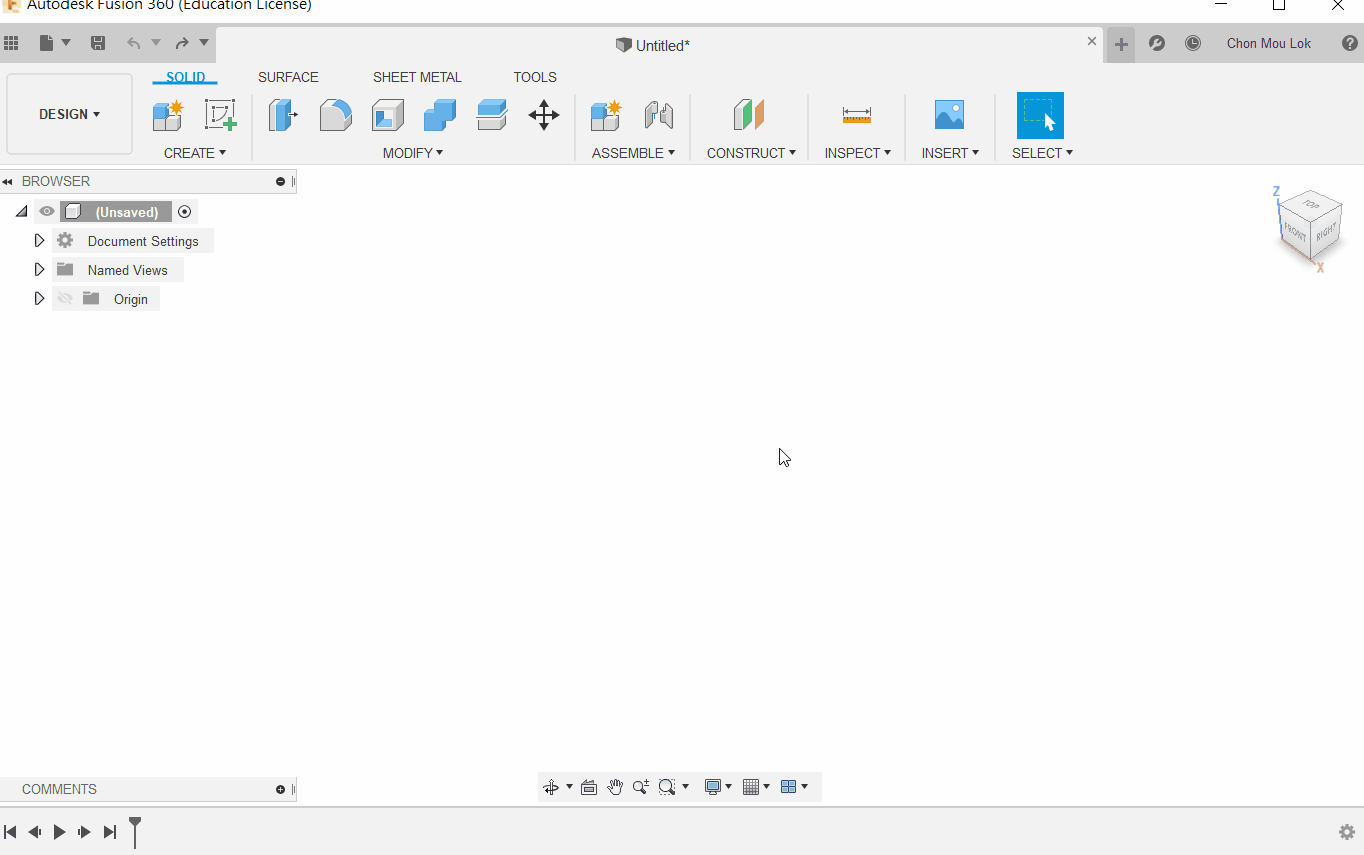 Autodesk Fusion 360 (Education License)
Untitled*
Chon Mou Lok
SOLID SURFACE SHEET METAL TOOLS
DESIGN
CREATE MODIFY ASSEMBLE CONSTRUCT INSPECT INSERT SELECT
BROWSER
(Unsaved)
Document Settings
Named Views
Origin
Z
TOP
FRONT RIGHT
X
COMMENTS